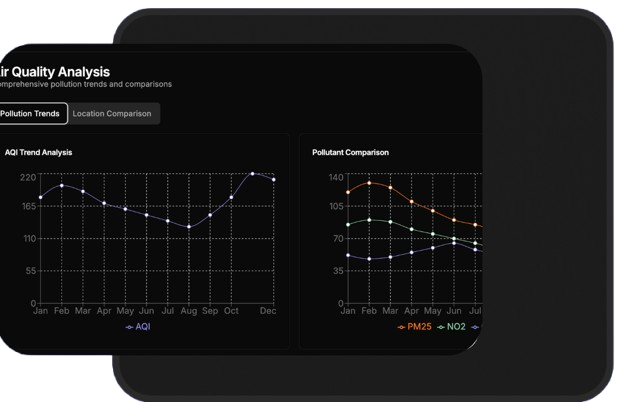 ir Quality Analysis
omprehensive pollution trends and comparisons
Pollution Trends
Location Comparison
AQI Trend Analysis
220
165
110
55
0
Jan Feb Mar Apr May Jun Jul Aug Sep Oct Dec
AQI
Pollutant Comparison
140
105
70
35
0
Jan Feb Mar Apr May Jun Jul
PM25 NO2